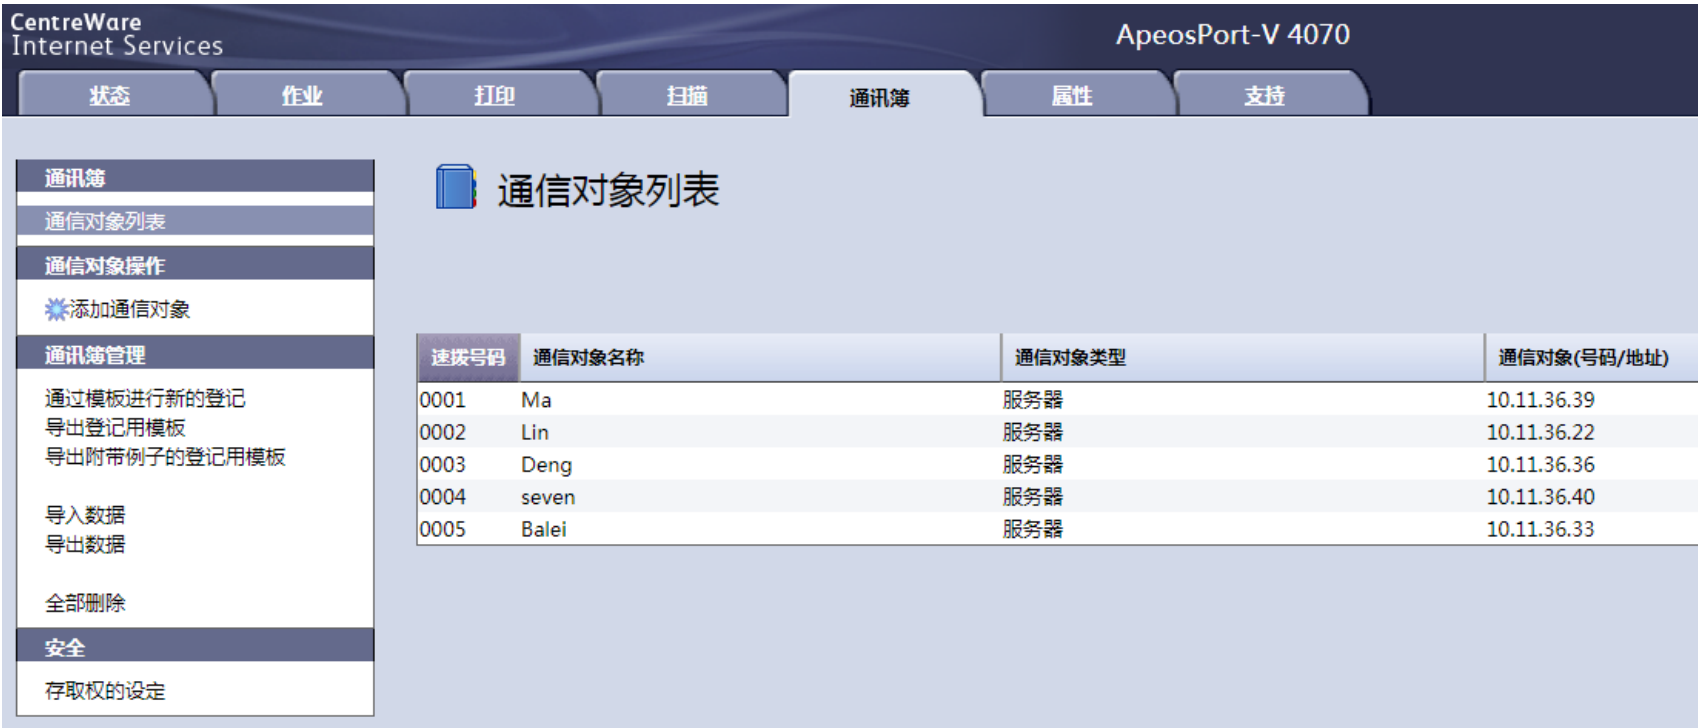 CentreWare
Internet Services
ApeosPort-V 4070
状态 作业 打印 扫描 通讯簿 属性 支持
通讯簿
通信对象列表
通信对象操作
添加通信对象
通讯簿管理
通过模板进行新的登记
导出登记用模板
导出附带例子的登记用模板
导入数据
导出数据
全部删除
安全
存取权的设定
通信对象列表
速拨号码 通信对象名称 通信对象类型 通信对象(号码/地址)
0001 Ma 服务器 10.11.36.39
0002 Lin 服务器 10.11.36.22
0003 Deng 服务器 10.11.36.36
0004 seven 服务器 10.11.36.40
0005 Balei 服务器 10.11.36.33